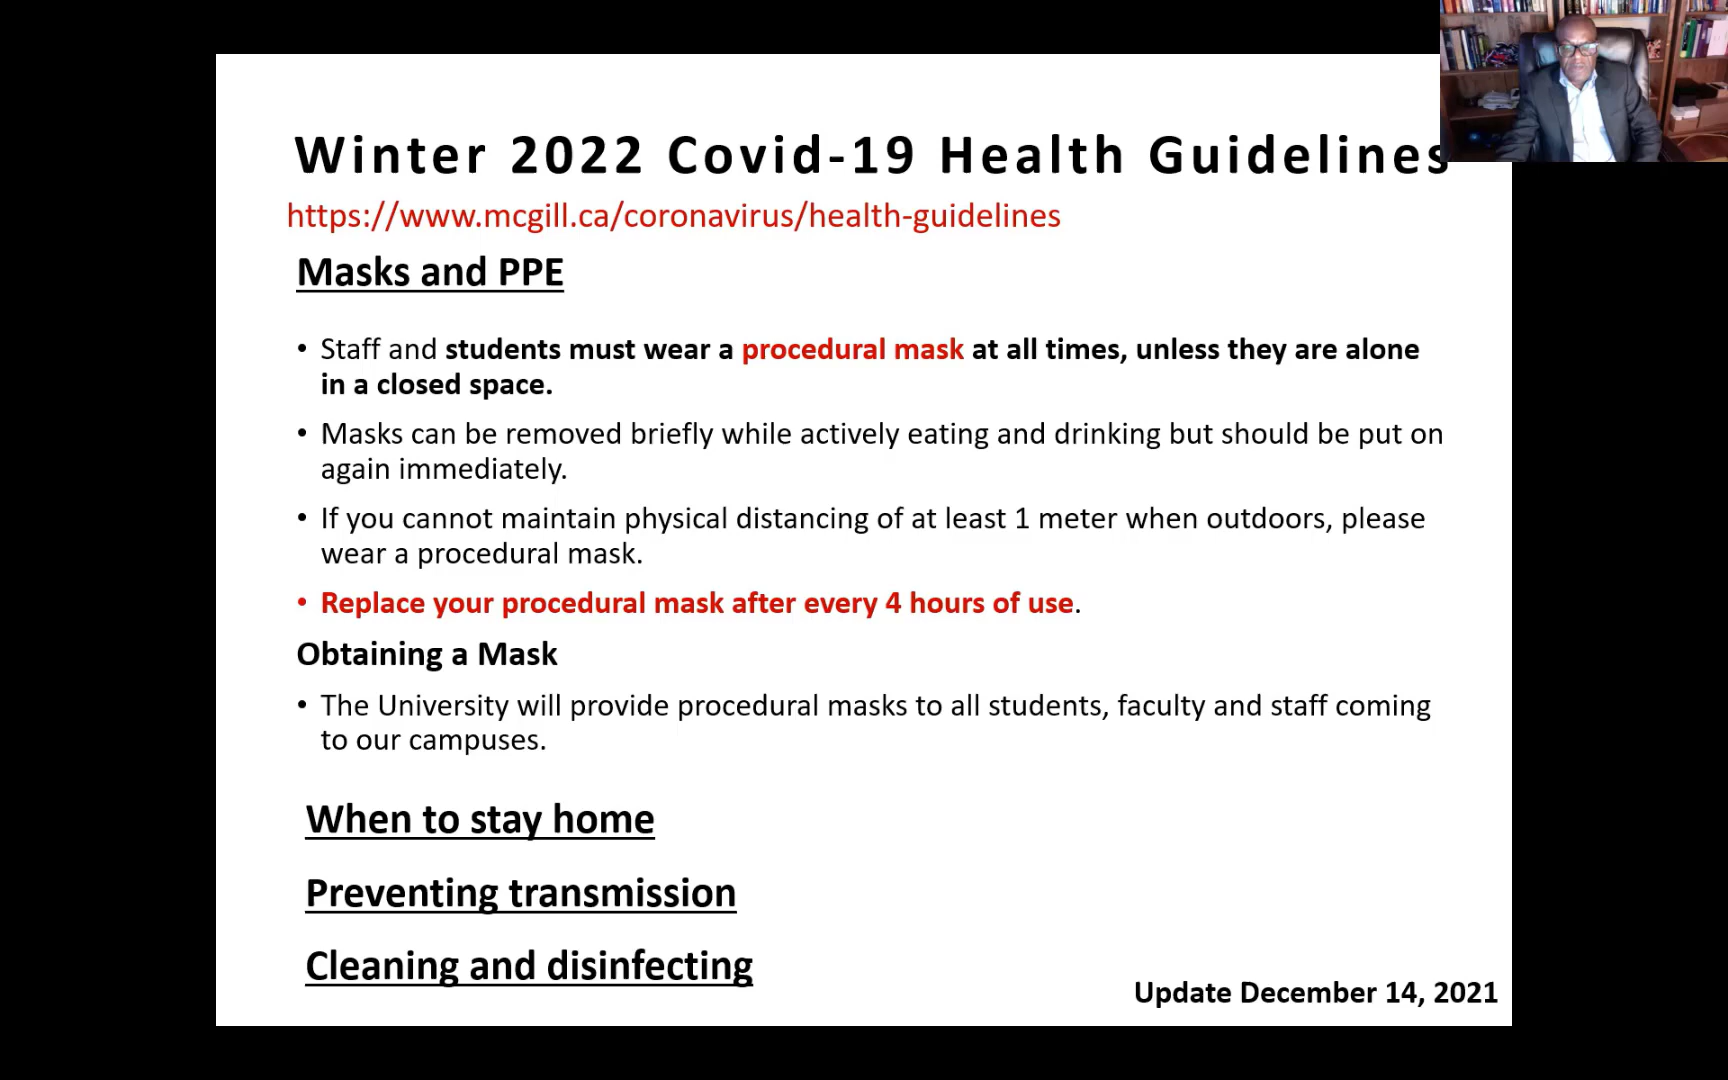 Winter 2022 Covid-19 Health Guidelines
https://www.mcgill.ca/coronavirus/health-guidelines
Masks and PPE
• Staff and students must wear a procedural mask at all times, unless they are alone
in a closed space.
• Masks can be removed briefly while actively eating and drinking but should be put on
again immediately.
• If you cannot maintain physical distancing of at least 1 meter when outdoors, please
wear a procedural mask.
• Replace your procedural mask after every 4 hours of use.
Obtaining a Mask
• The University will provide procedural masks to all students, faculty and staff coming
to our campuses.
When to stay home
Preventing transmission
Cleaning and disinfecting
Update December 14, 2021